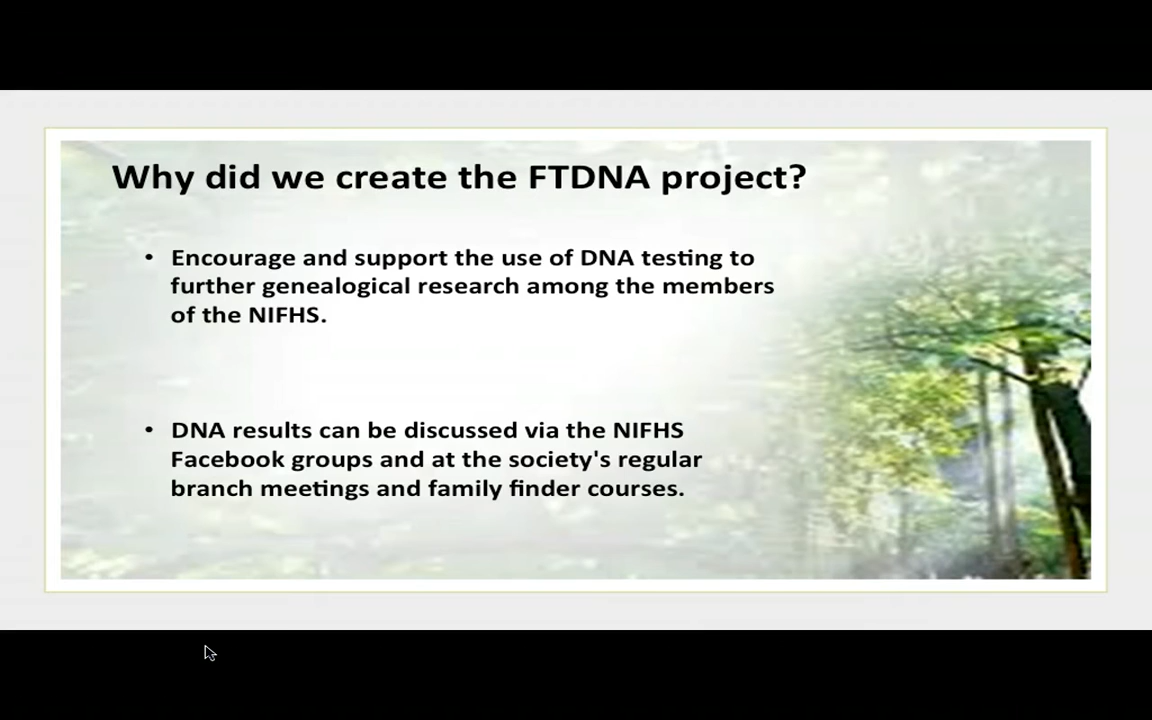 Why did we create the FTDNA project?
• Encourage and support the use of DNA testing to
further genealogical research among the members
of the NIFHS.
• DNA results can be discussed via the NIFHS
Facebook groups and at the society's regular
branch meetings and family finder courses.